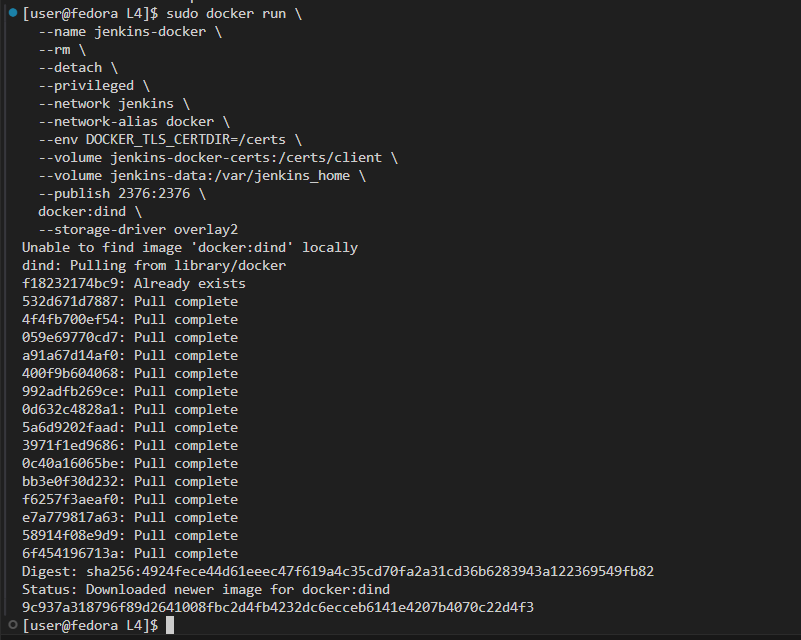 [user@fedora L4]$ sudo docker run \
--name jenkins-docker \
--rm \
--detach \
--privileged \
--network jenkins \
--network-alias docker \
--env DOCKER_TLS_CERTDIR=/certs \
--volume jenkins-docker-certs:/certs/client \
--volume jenkins-data:/var/jenkins_home \
--publish 2376:2376 \
docker:dind \
--storage-driver overlay2
Unable to find image 'docker:dind' locally
dind: Pulling from library/docker
f18232174bc9: Already exists
532d671d7887: Pull complete
4f4fb700ef54: Pull complete
059e69770cd7: Pull complete
a91a67d14af0: Pull complete
400f9b604068: Pull complete
992adfb269ce: Pull complete
0d632c4828a1: Pull complete
5a6d9202faad: Pull complete
3971f1ed9686: Pull complete
0c40a16065be: Pull complete
bb3e0f30d232: Pull complete
f6257f3aeaf0: Pull complete
e7a779817a63: Pull complete
58914f08e9d9: Pull complete
6f454196713a: Pull complete
Digest: sha256:4924fece44d61eeec47f619a4c35cd70fa2a31cd36b6283943a122369549fb82
Status: Downloaded newer image for docker:dind
9c937a318796f89d2641008fbc2d4fb4232dc6ecceb6141e4207b4070c22d4f3
[user@fedora L4]$